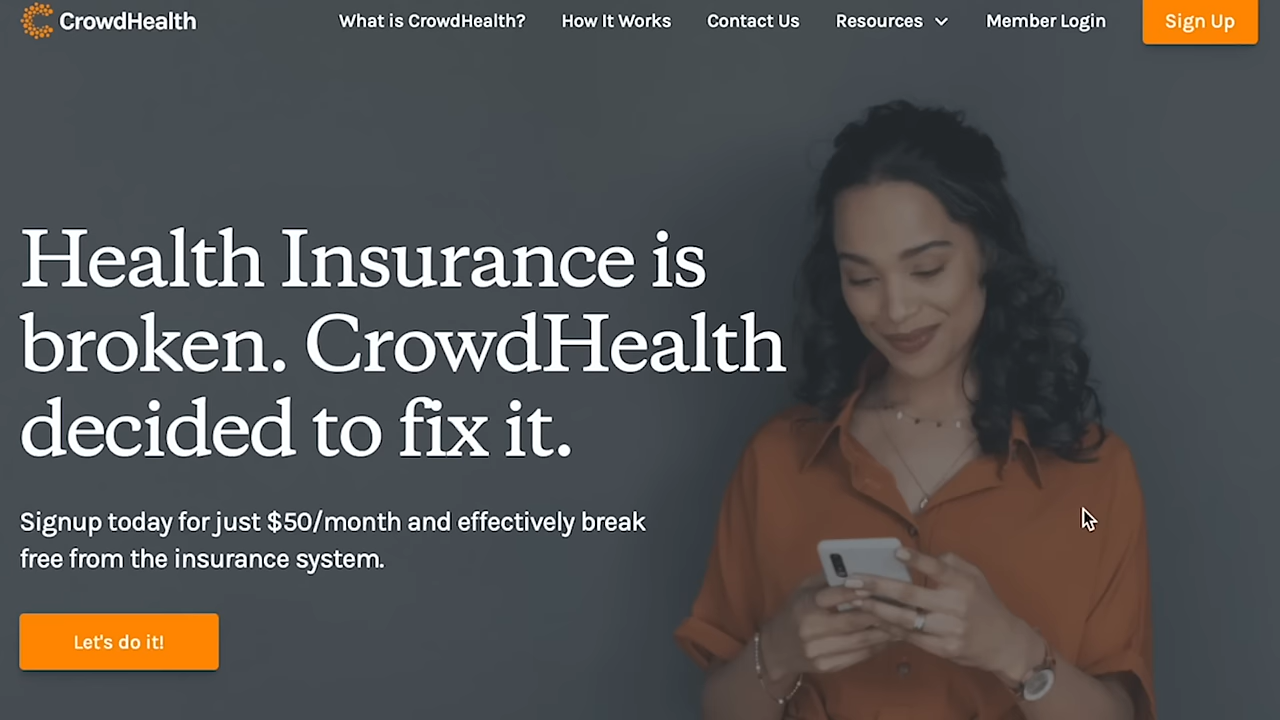 CrowdHealth
What is CrowdHealth?
How It Works
Contact Us
Resources
Member Login
Sign Up
Health Insurance is
broken. CrowdHealth
decided to fix it.
Signup today for just $50/month and effectively break
free from the insurance system.
Let's do it!